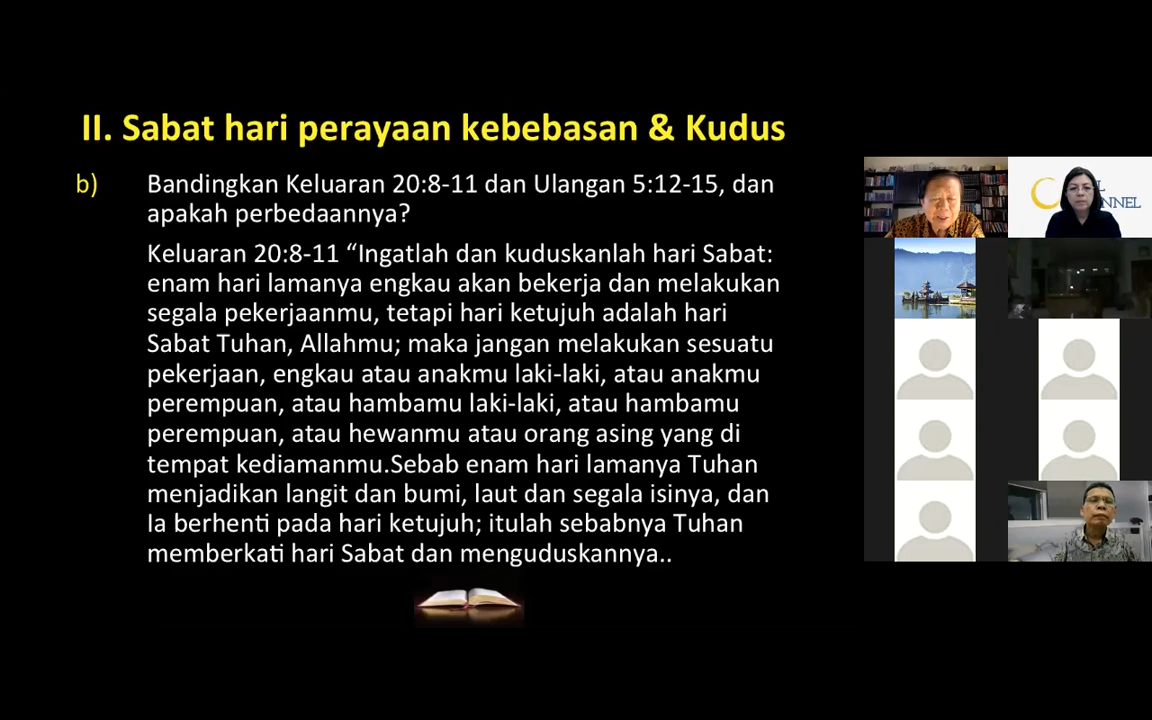 II. Sabat hari perayaan kebebasan & Kudus
b) Bandingkan Keluaran 20:8-11 dan Ulangan 5:12-15, dan
apakah perbedaannya?
Keluaran 20:8-11 “Ingatlah dan kuduskanlah hari Sabat:
enam hari lamanya engkau akan bekerja dan melakukan
segala pekerjaanmu, tetapi hari ketujuh adalah hari
Sabat Tuhan, Allahmu; maka jangan melakukan sesuatu
pekerjaan, engkau atau anakmu laki-laki, atau anakmu
perempuan, atau hambamu laki-laki, atau hambamu
perempuan, atau hewanmu atau orang asing yang di
tempat kediamanmu.Sebab enam hari lamanya Tuhan
menjadikan langit dan bumi, laut dan segala isinya, dan
Ia berhenti pada hari ketujuh; itulah sebabnya Tuhan
memberkati hari Sabat dan menguduskannya..